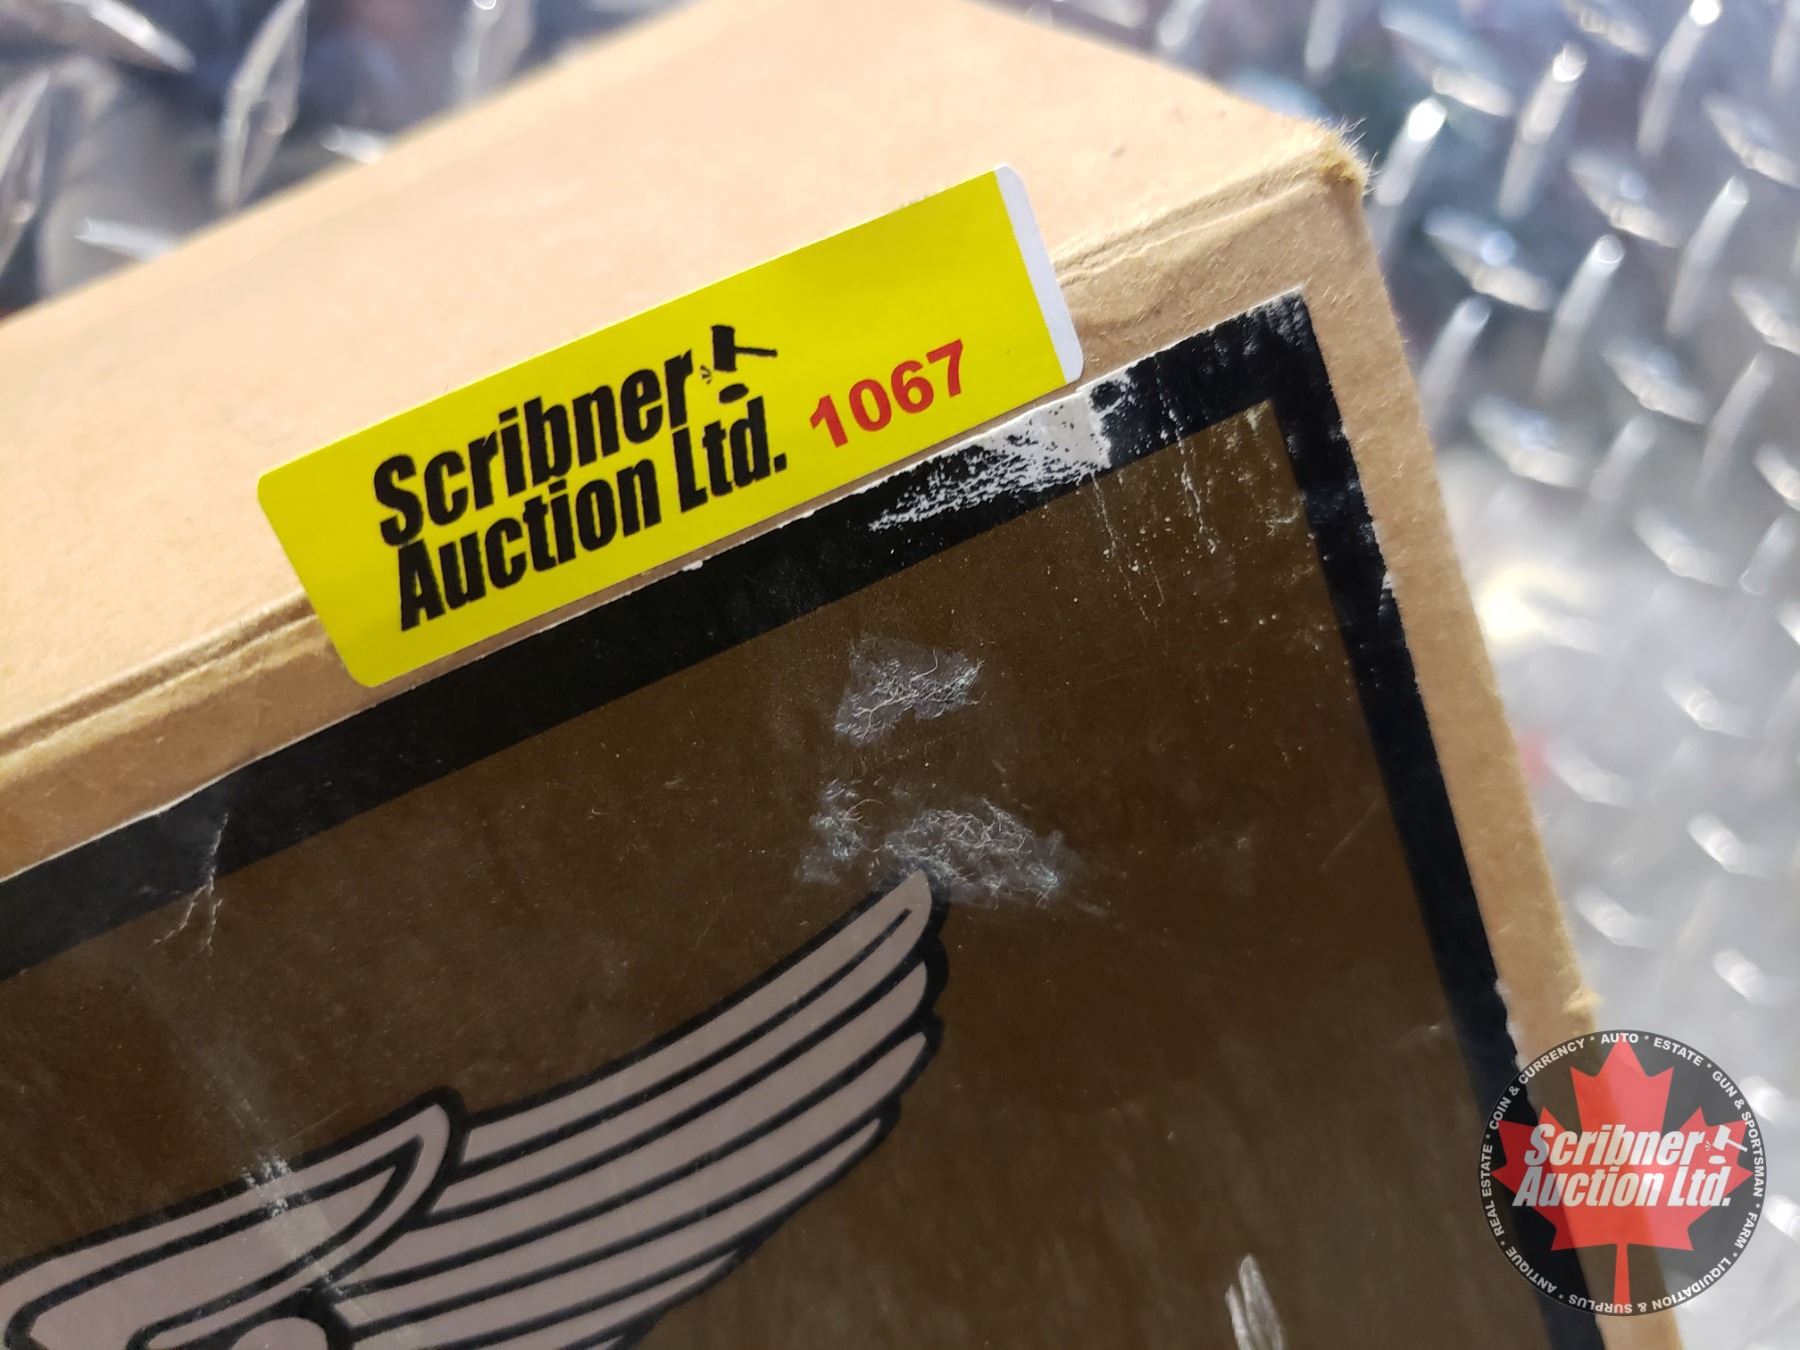 Scribner
Auction Ltd.
1067
COIN & CURRENCY * AUTO * ESTATE * GUN & SPORTSMAN * FARM * LIQUIDATION & SURPLUS * ANTIQUE * REAL ESTATE *
Scribner
Auction Ltd.